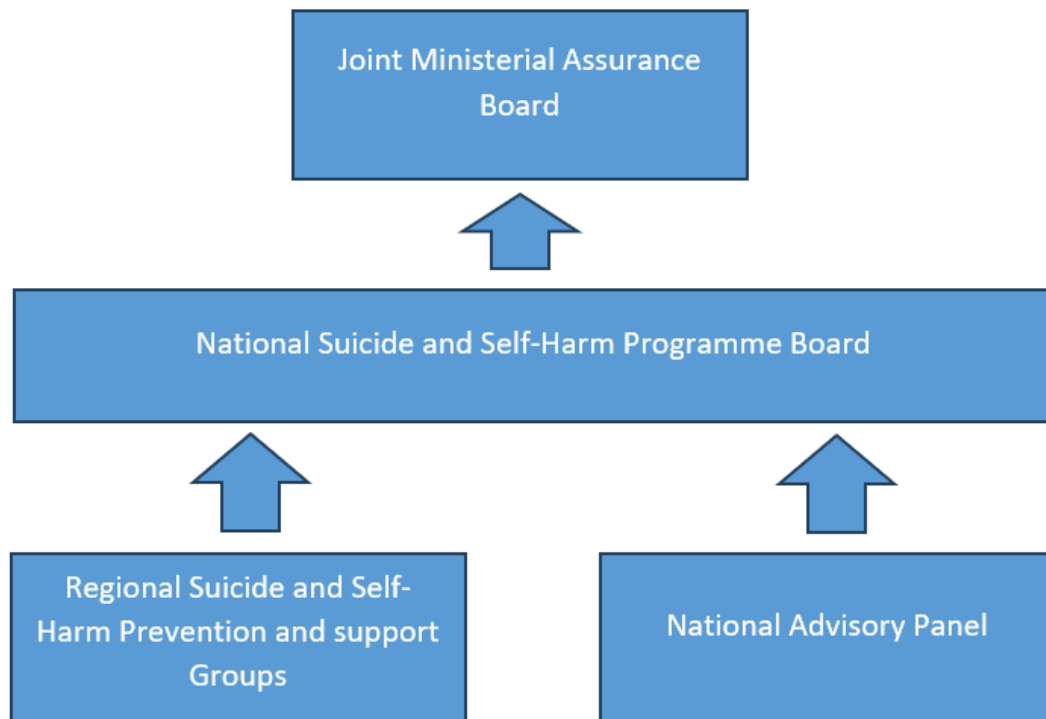 Joint Ministerial Assurance
Board
National Suicide and Self-Harm Programme Board
Regional Suicide and Self-
Harm Prevention and support
Groups
National Advisory Panel